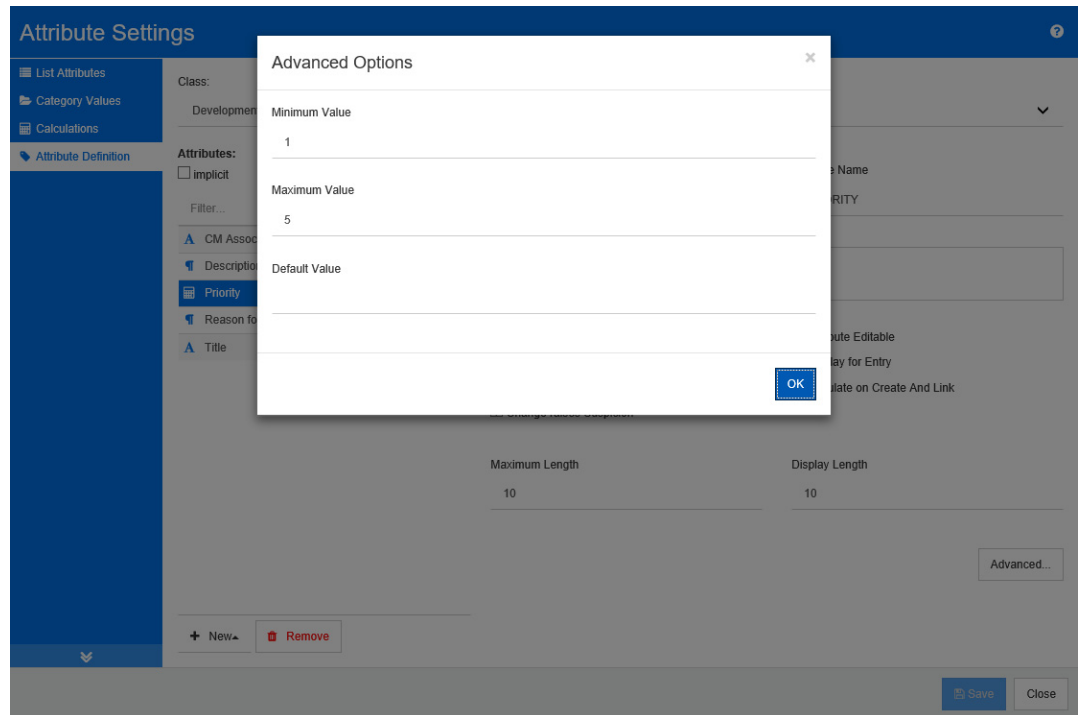 Attribute Settings
List Attributes
Category Values
Calculations
Attribute Definition
Class:
Developmen
Attributes:
implicit
Filter...
A CM Assoc
Descriptio
Priority
Reason fo
A Title
+ New
Remove
Advanced Options
×
Minimum Value
1
Maximum Value
5
Default Value
OK
e Name
RITY
bute Editable
lay for Entry
ulate on Create And Link
Maximum Length
10
Display Length
10
Advanced...
Save
Close